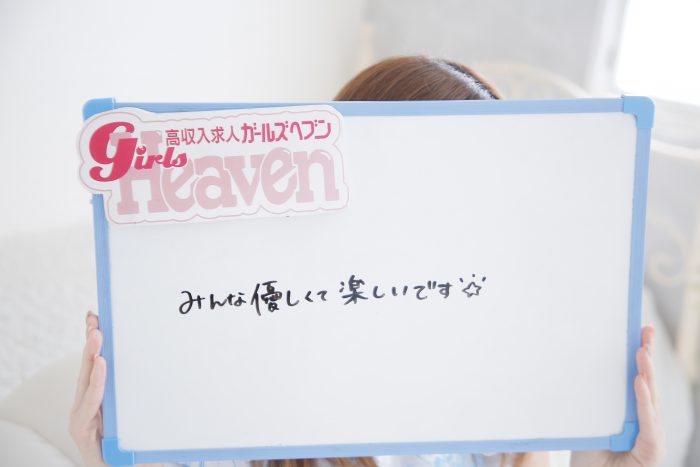 高収入求人ガールズヘブン
Girls
Heaven
みんな優しくて楽しいです☆